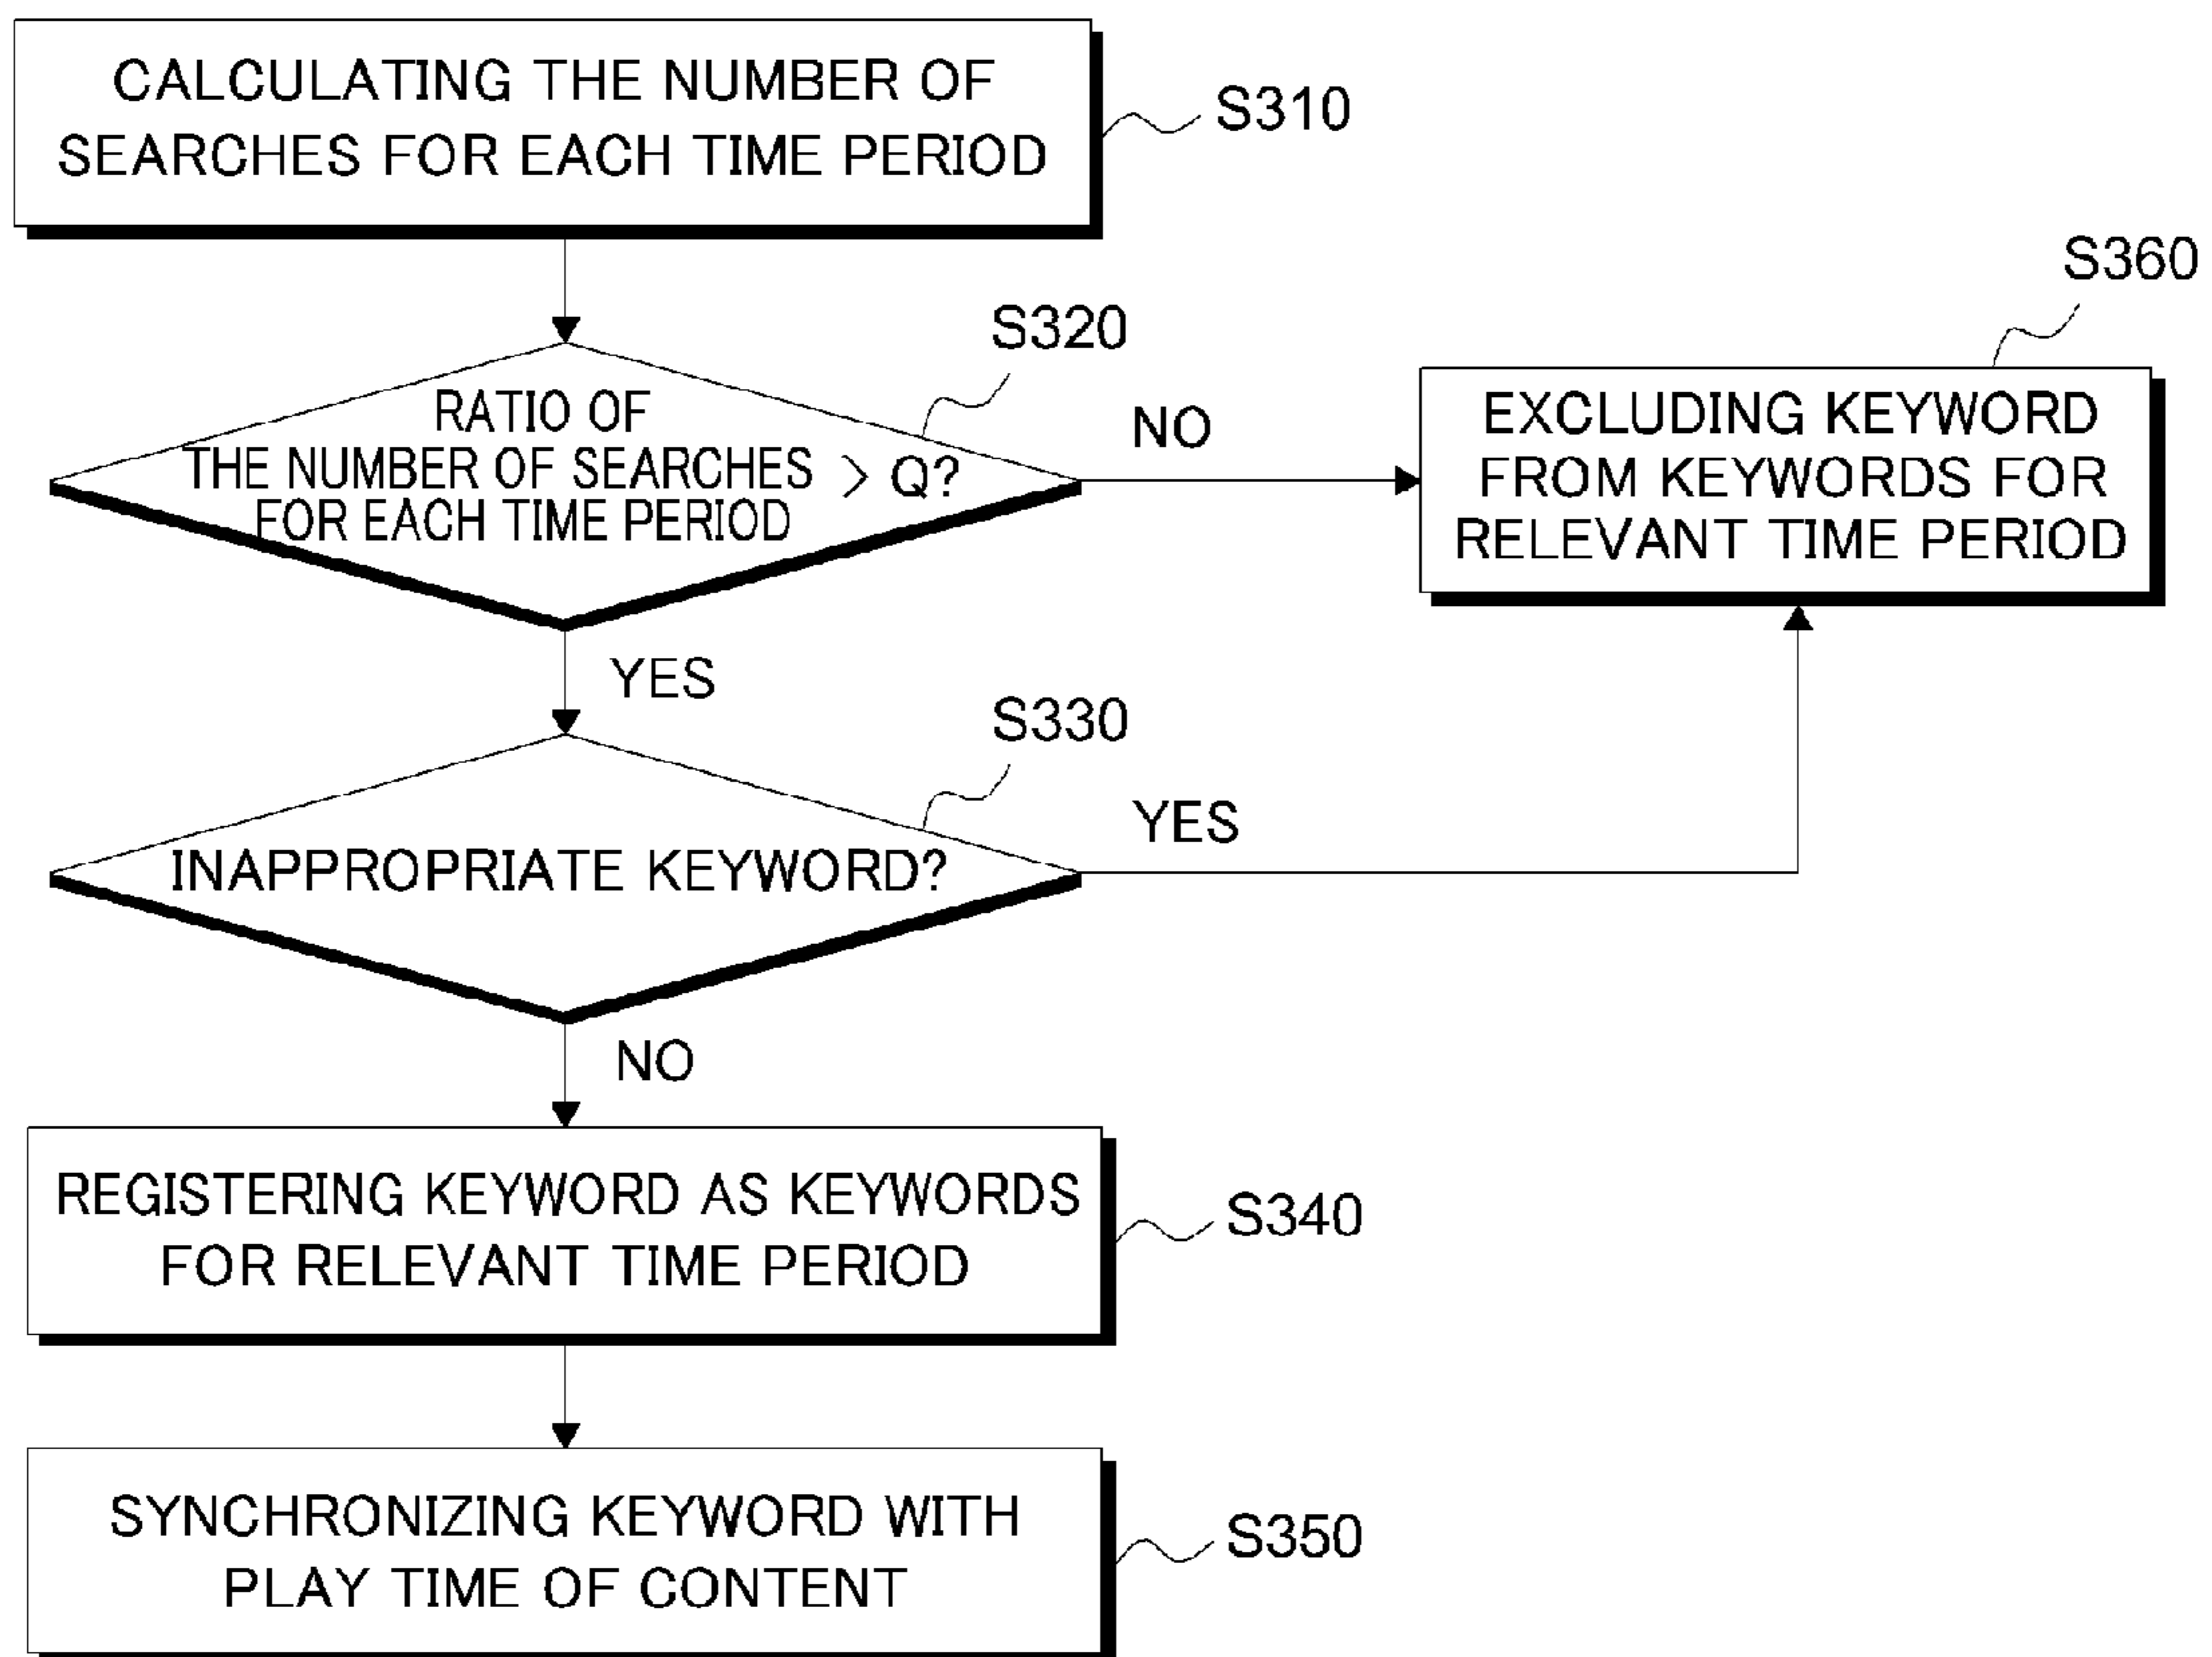 CALCULATING THE NUMBER OF
SEARCHES FOR EACH TIME PERIOD
S310
S320
RATIO OF
THE NUMBER OF SEARCHES > Q?
FOR EACH TIME PERIOD
NO
S360
EXCLUDING KEYWORD
FROM KEYWORDS FOR
RELEVANT TIME PERIOD
YES
S330
INAPPROPRIATE KEYWORD?
YES
NO
REGISTERING KEYWORD AS KEYWORDS
FOR RELEVANT TIME PERIOD
S340
SYNCHRONIZING KEYWORD WITH
PLAY TIME OF CONTENT
S350